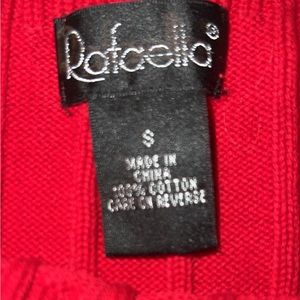 Rafaella®
S
MADE IN
CHINA
100% COTTON
CARE ON REVERSE